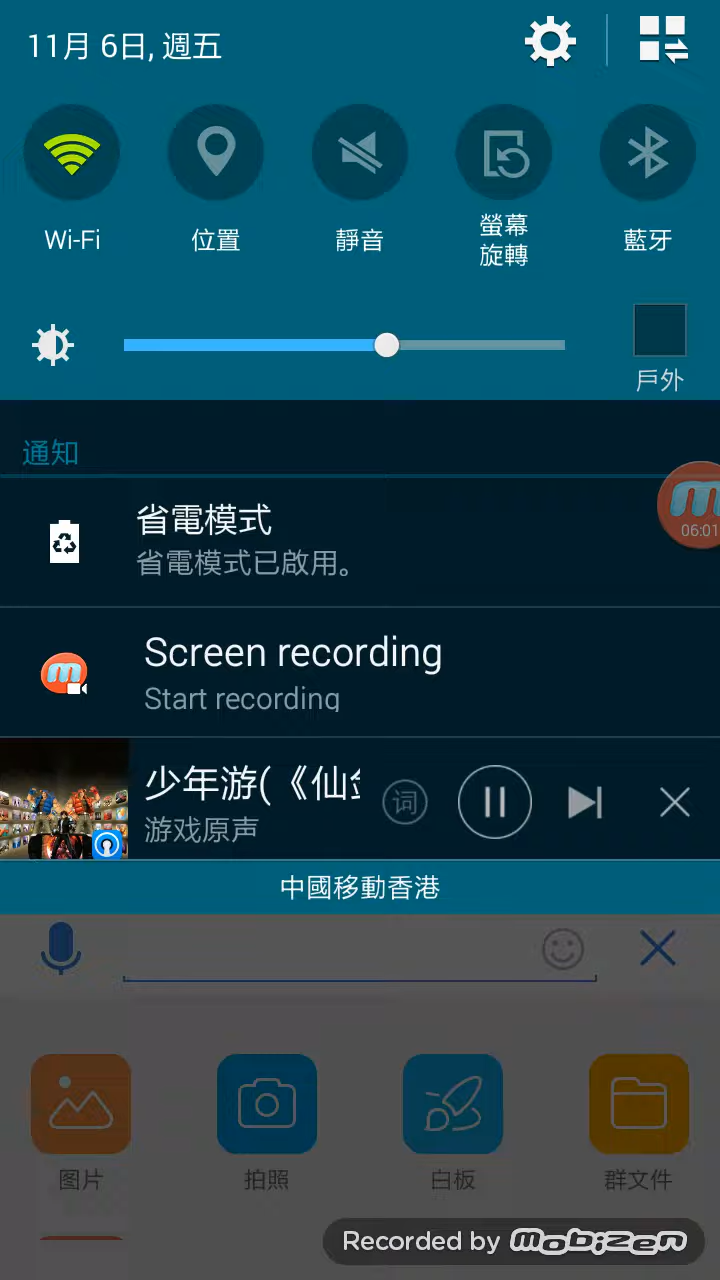 11月 6日, 週五
Wi-Fi
位置
靜音
螢幕
旋轉
藍牙
戶外
通知
06:01
省電模式
省電模式已啟用。
Screen recording
Start recording
少年游(《仙
词
游戏原声
中國移動香港
图片
拍照
白板
群文件
Recorded by mobizen